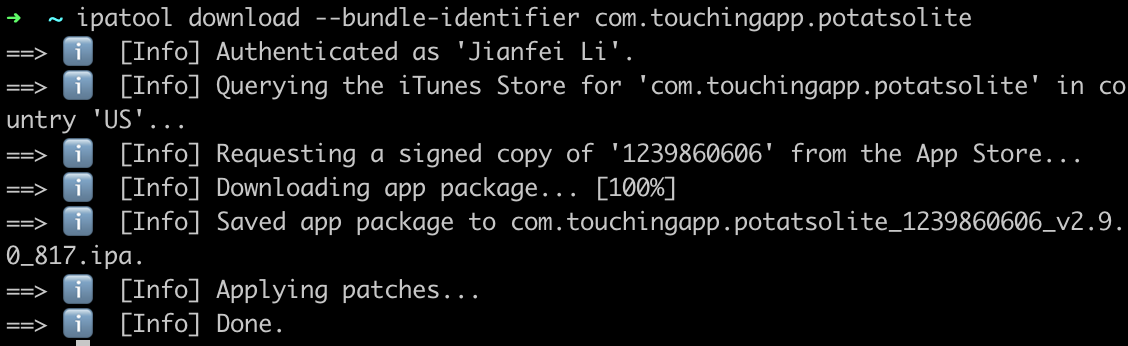 ➜  ~ ipatool download --bundle-identifier com.touchingapp.potatsolite
==> ℹ️  [Info] Authenticated as 'Jianfei Li'.
==> ℹ️  [Info] Querying the iTunes Store for 'com.touchingapp.potatsolite' in co
untry 'US'...
==> ℹ️  [Info] Requesting a signed copy of '1239860606' from the App Store...
==> ℹ️  [Info] Downloading app package... [100%]
==> ℹ️  [Info] Saved app package to com.touchingapp.potatsolite_1239860606_v2.9.
0_817.ipa.
==> ℹ️  [Info] Applying patches...
==> ℹ️  [Info] Done.